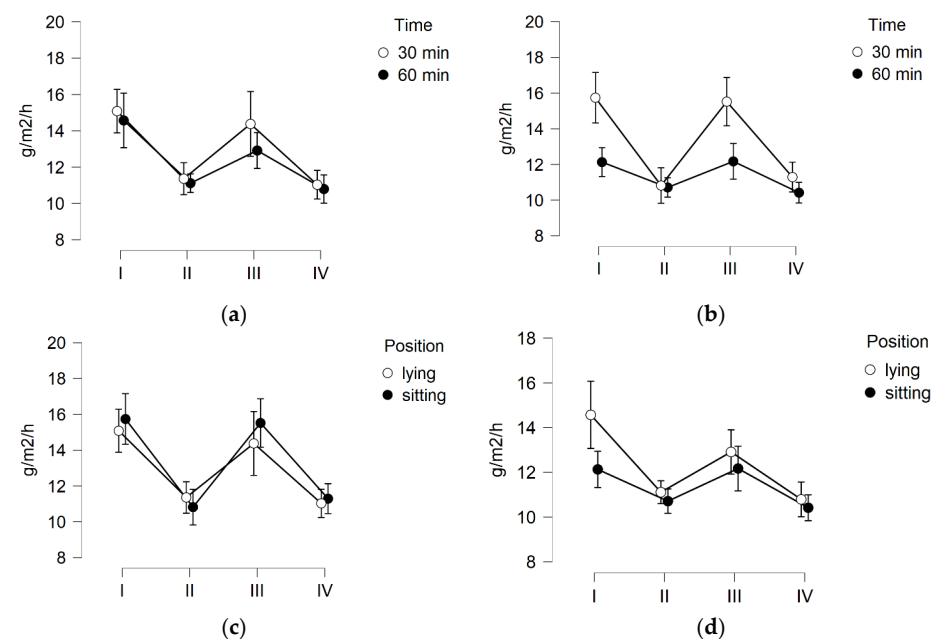 20
18
16
14
12
10
8
g/m2/h
Time
30 min
60 min
I II III IV
(a)
20
18
16
14
12
10
8
g/m2/h
Time
30 min
60 min
I II III IV
(b)
20
18
16
14
12
10
8
g/m2/h
Position
lying
sitting
I II III IV
(c)
18
16
14
12
10
8
g/m2/h
Position
lying
sitting
I II III IV
(d)